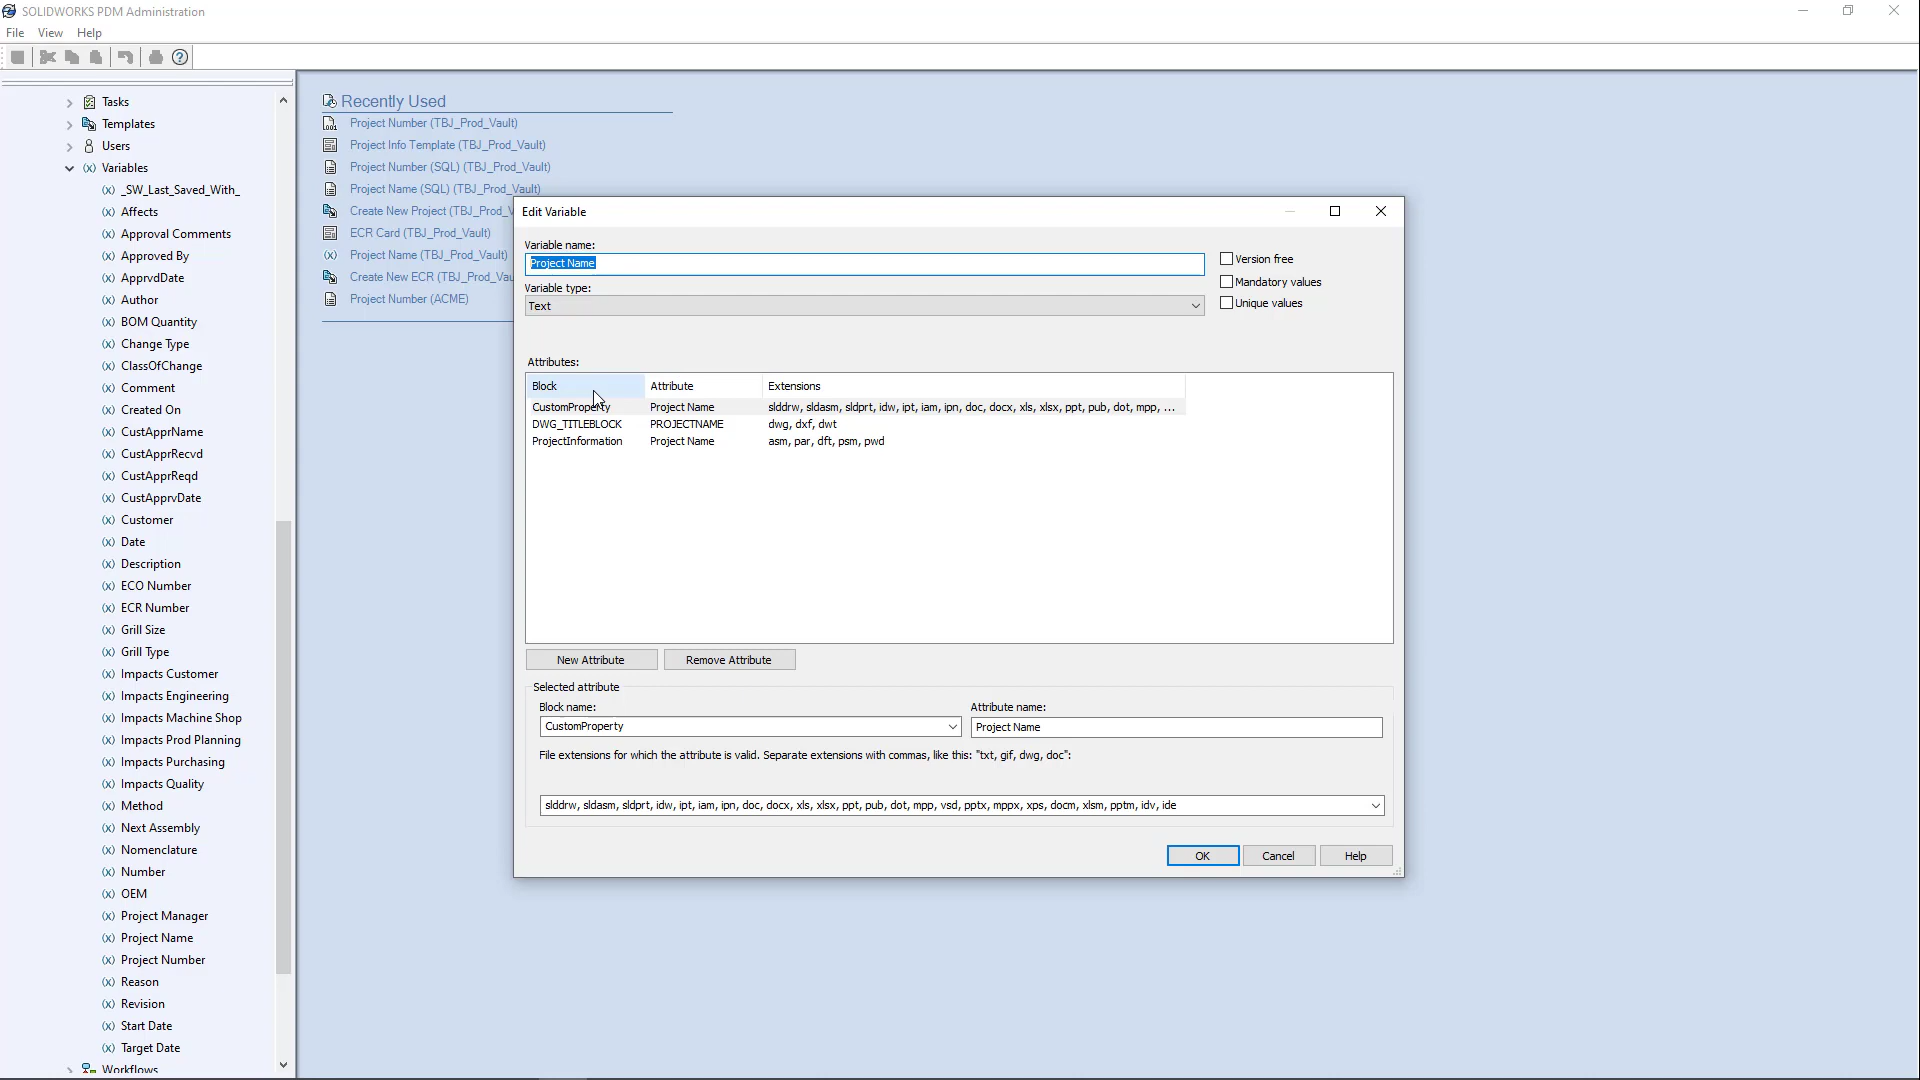 SOLIDWORKS PDM Administration
File View Help
Tasks
Templates
Users
Variables
_SW_Last_Saved_With_
Affects
Approval Comments
Approved By
ApprvdDate
Author
BOM Quantity
Change Type
ClassOfChange
Comment
Created On
CustApprName
CustApprRecvd
CustApprReqd
CustApprvDate
Customer
Date
Description
ECO Number
ECR Number
Grill Size
Grill Type
Impacts Customer
Impacts Engineering
Impacts Machine Shop
Impacts Prod Planning
Impacts Purchasing
Impacts Quality
Method
Next Assembly
Nomenclature
Number
OEM
Project Manager
Project Name
Project Number
Reason
Revision
Start Date
Target Date
Workflows
Recently Used
Project Number (TBJ_Prod_Vault)
Project Info Template (TBJ_Prod_Vault)
Project Number (SQL) (TBJ_Prod_Vault)
Project Name (SQL) (TBJ_Prod_Vault)
Create New Project (TBJ_Prod_V
ECR Card (TBJ_Prod_Vault)
Project Name (TBJ_Prod_Vault)
Create New ECR (TBJ_Prod_Vau
Project Number (ACME)
Edit Variable
Variable name:
Project Name
Version free
Mandatory values
Unique values
Variable type:
Text
Attributes:
Block Attribute Extensions
CustomProperty Project Name slddrw, sldasm, sldprt, idw, ipt, iam, ipn, doc, docx, xls, xlsx, ppt, pub, dot, mpp, ...
DWG_TITLEBLOCK PROJECTNAME dwg, dxf, dwt
ProjectInformation Project Name asm, par, dft, psm, pwd
New Attribute Remove Attribute
Selected attribute
Block name: Attribute name:
CustomProperty Project Name
File extensions for which the attribute is valid. Separate extensions with commas, like this: "txt, gif, dwg, doc":
slddrw, sldasm, sldprt, idw, ipt, iam, ipn, doc, docx, xls, xlsx, ppt, pub, dot, mpp, vsd, pptx, mppx, xps, docm, xlsm, pptm, idv, ide
OK Cancel Help